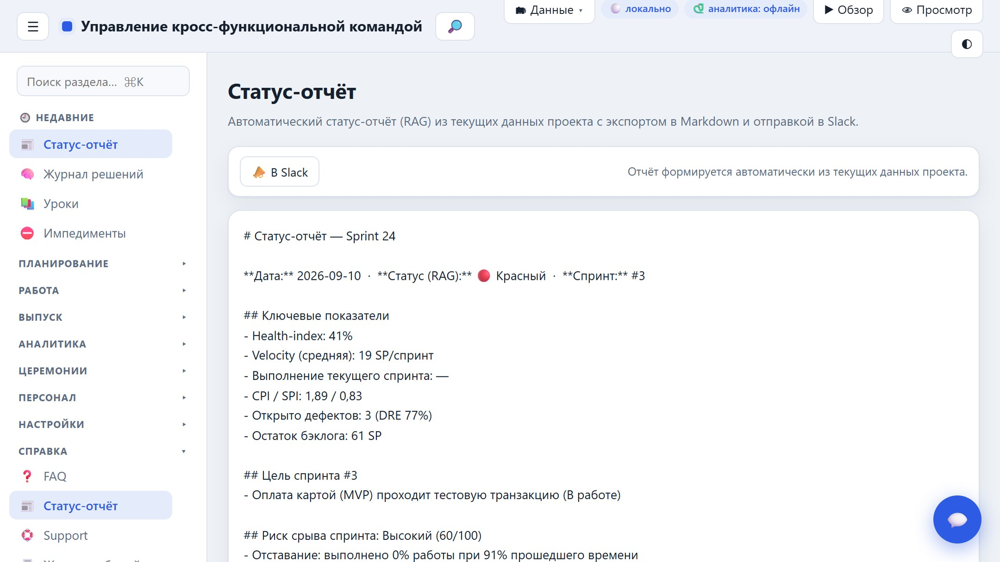 Управление кросс-функциональной командой
Данные
локально
аналитика: офлайн
Обзор
Просмотр
Поиск раздела... ⌘K
НЕДАВНИЕ
Статус-отчёт
Журнал решений
Уроки
Импедименты
ПЛАНИРОВАНИЕ
РАБОТА
ВЫПУСК
АНАЛИТИКА
ЦЕРЕМОНИИ
ПЕРСОНАЛ
НАСТРОЙКИ
СПРАВКА
FAQ
Статус-отчёт
Support
Статус-отчёт
Автоматический статус-отчёт (RAG) из текущих данных проекта с экспортом в Markdown и отправкой в Slack.
В Slack
Отчёт формируется автоматически из текущих данных проекта.
# Статус-отчёт — Sprint 24
**Дата:** 2026-09-10 · **Статус (RAG):** 🔴 Красный · **Спринт:** #3
## Ключевые показатели
- Health-index: 41%
- Velocity (средняя): 19 SP/спринт
- Выполнение текущего спринта: —
- CPI / SPI: 1,89 / 0,83
- Открыто дефектов: 3 (DRE 77%)
- Остаток бэклога: 61 SP
## Цель спринта #3
- Оплата картой (MVP) проходит тестовую транзакцию (В работе)
## Риск срыва спринта: Высокий (60/100)
- Отставание: выполнено 0% работы при 91% прошедшего времени